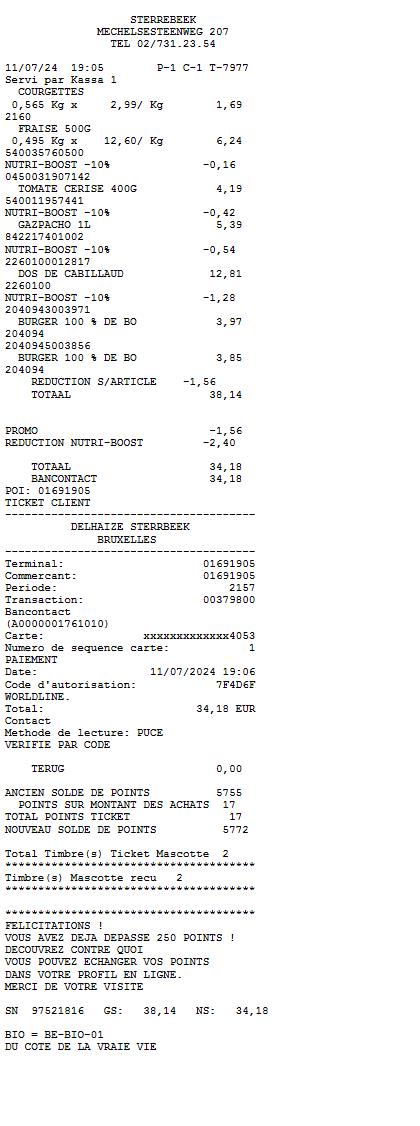 STERREBEEK
MECHELSESTEENWEG 207
TEL 02/731.23.54
11/07/24 19:05 P-1 C-1 T-7977
Servi par Kassa 1
COURGETTES
0,565 Kg x 2,99/ Kg 1,69
2160
FRAISE 500G
0,495 Kg x 12,60/ Kg 6,24
540035760500
NUTRI-BOOST -10% -0,16
0450031907142
TOMATE CERISE 400G 4,19
540011957441
NUTRI-BOOST -10% -0,42
GAZPACHO 1L 5,39
842217401002
NUTRI-BOOST -10% -0,54
2260100012817
DOS DE CABILLAUD 12,81
2260100
NUTRI-BOOST -10% -1,28
2040943003971
BURGER 100 % DE BO 3,97
204094
2040945003856
BURGER 100 % DE BO 3,85
204094
REDUCTION S/ARTICLE -1,56
TOTAAL 38,14
PROMO -1,56
REDUCTION NUTRI-BOOST -2,40
TOTAAL 34,18
BANCONTACT 34,18
POI: 01691905
TICKET CLIENT
--------------------------------------
DELHAIZE STERRBEEK
BRUXELLES
--------------------------------------
Terminal: 01691905
Commercant: 01691905
Periode: 2157
Transaction: 00379800
Bancontact
(A0000001761010)
Carte: xxxxxxxxxxxxx4053
Numero de sequence carte: 1
PAIEMENT
Date: 11/07/2024 19:06
Code d'autorisation: 7F4D6F
WORLDLINE.
Total: 34,18 EUR
Contact
Methode de lecture: PUCE
VERIFIE PAR CODE
TERUG 0,00
ANCIEN SOLDE DE POINTS 5755
POINTS SUR MONTANT DES ACHATS 17
TOTAL POINTS TICKET 17
NOUVEAU SOLDE DE POINTS 5772
Total Timbre(s) Ticket Mascotte 2
**************************************
Timbre(s) Mascotte recu 2
**************************************
**************************************
FELICITATIONS !
VOUS AVEZ DEJA DEPASSE 250 POINTS !
DECOUVREZ CONTRE QUOI
VOUS POUVEZ ECHANGER VOS POINTS
DANS VOTRE PROFIL EN LIGNE.
MERCI DE VOTRE VISITE
SN 97521816 GS: 38,14 NS: 34,18
BIO = BE-BIO-01
DU COTE DE LA VRAIE VIE